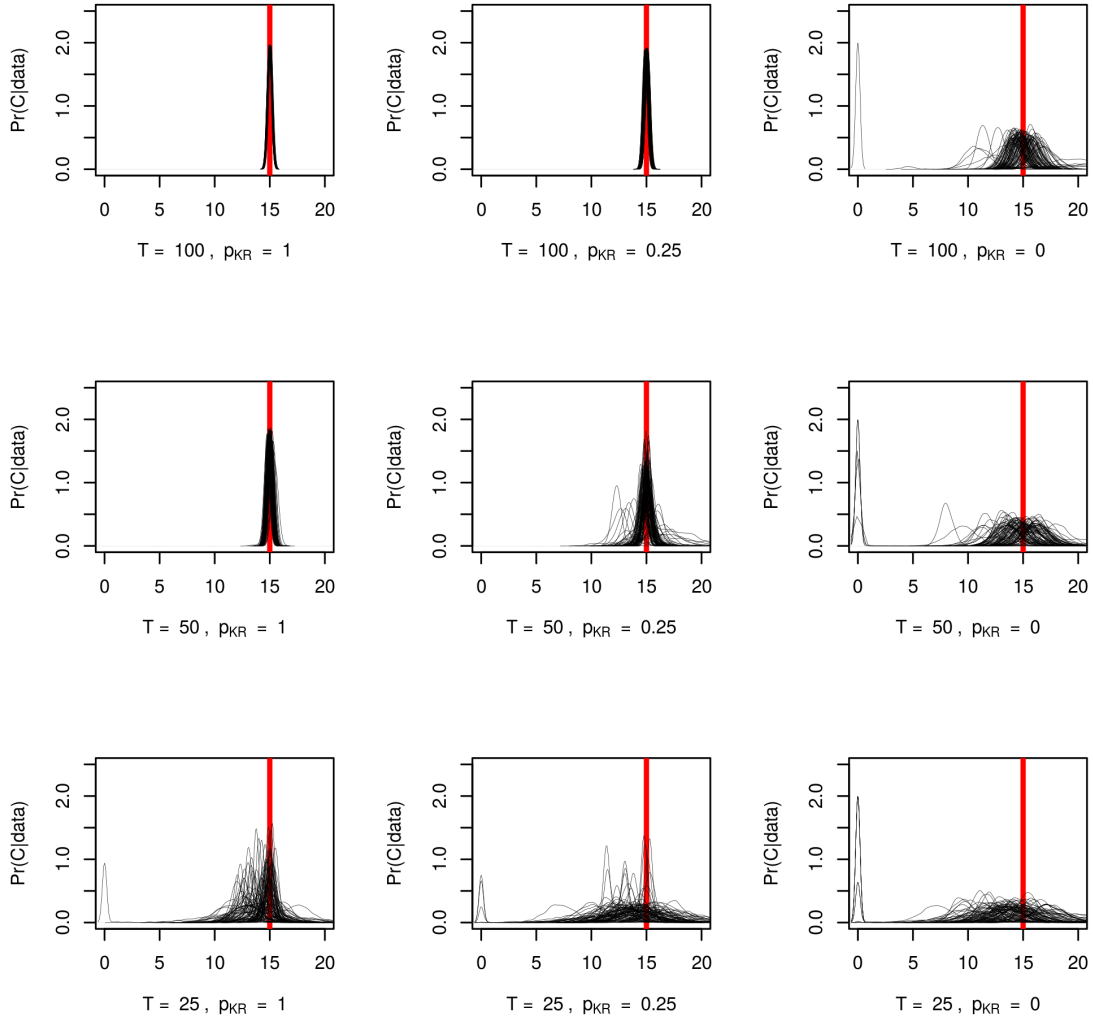 Pr(C|data) Pr(C|data) Pr(C|data)
2.0 2.0 2.0
1.0 1.0 1.0
0.0 0.0 0.0
0 5 10 15 20 0 5 10 15 20 0 5 10 15 20
T = 100 , pKR = 1 T = 100 , pKR = 0.25 T = 100 , pKR = 0
Pr(C|data) Pr(C|data) Pr(C|data)
2.0 2.0 2.0
1.0 1.0 1.0
0.0 0.0 0.0
0 5 10 15 20 0 5 10 15 20 0 5 10 15 20
T = 50 , pKR = 1 T = 50 , pKR = 0.25 T = 50 , pKR = 0
Pr(C|data) Pr(C|data) Pr(C|data)
2.0 2.0 2.0
1.0 1.0 1.0
0.0 0.0 0.0
0 5 10 15 20 0 5 10 15 20 0 5 10 15 20
T = 25 , pKR = 1 T = 25 , pKR = 0.25 T = 25 , pKR = 0